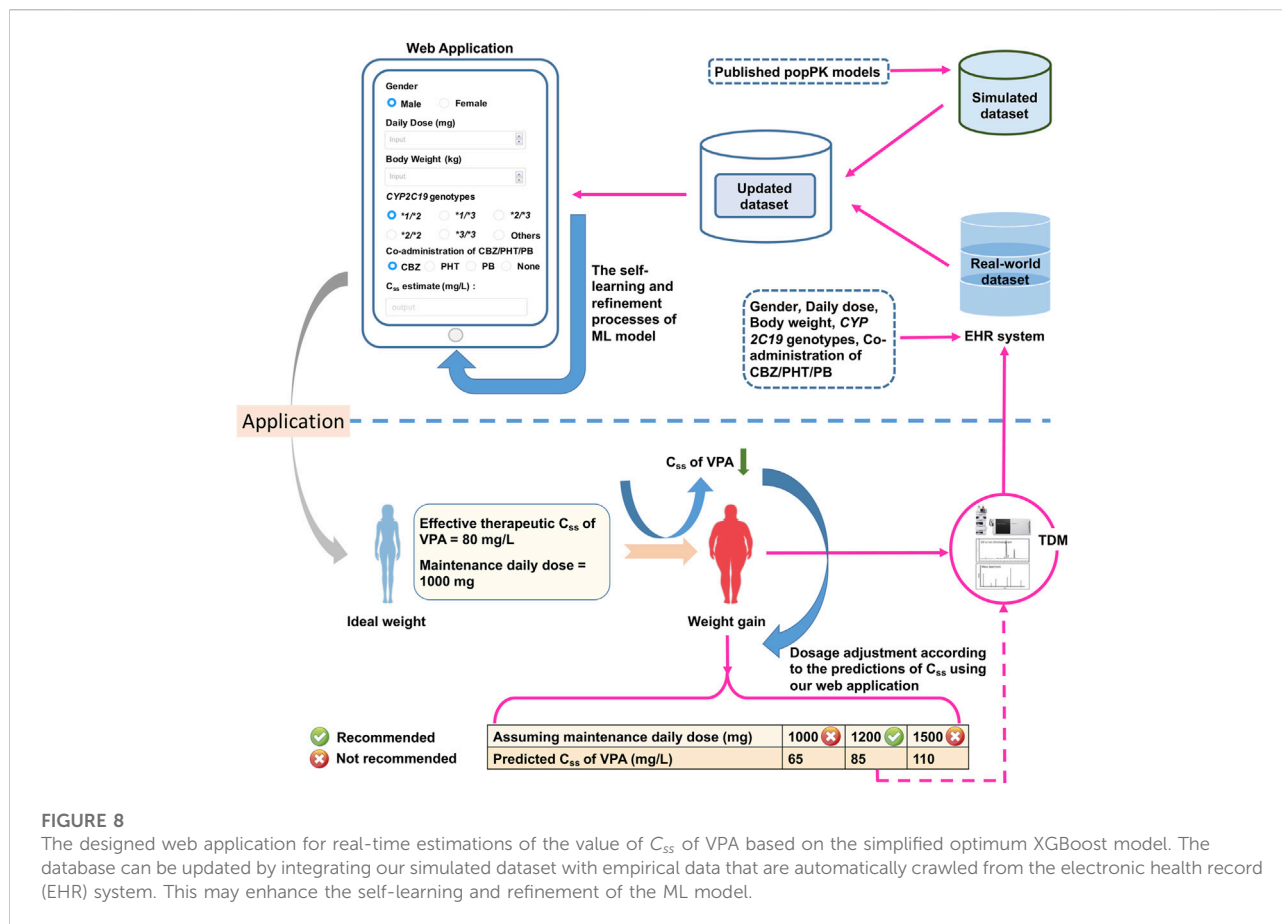 Web Application
Gender
Male Female
Daily Dose (mg)
Input
Body Weight (kg)
Input
CYP2C19 genotypes
*1/*2 *1/*3 *2/*3
*2/*2 *3/*3 Others
Co-administration of CBZ/PHT/PB
CBZ PHT PB None
Css estimate (mg/L) :
output
The self-
learning and
refinement
processes of
ML model
Published popPK models
Simulated
dataset
Updated
dataset
Real-world
dataset
Gender, Daily dose,
Body weight, CYP
2C19 genotypes, Co-
administration of
CBZ/PHT/PB
EHR system
Application
Css of VPA
Effective therapeutic Css of
VPA = 80 mg/L
Maintenance daily dose =
1000 mg
TDM
Ideal weight
Weight gain
Dosage adjustment according
to the predictions of Css using
our web application
Recommended
Not recommended
Assuming maintenance daily dose (mg) 1000 1200 1500
Predicted Css of VPA (mg/L) 65 85 110
FIGURE 8
The designed web application for real-time estimations of the value of Css of VPA based on the simplified optimum XGBoost model. The
database can be updated by integrating our simulated dataset with empirical data that are automatically crawled from the electronic health record
(EHR) system. This may enhance the self-learning and refinement of the ML model.